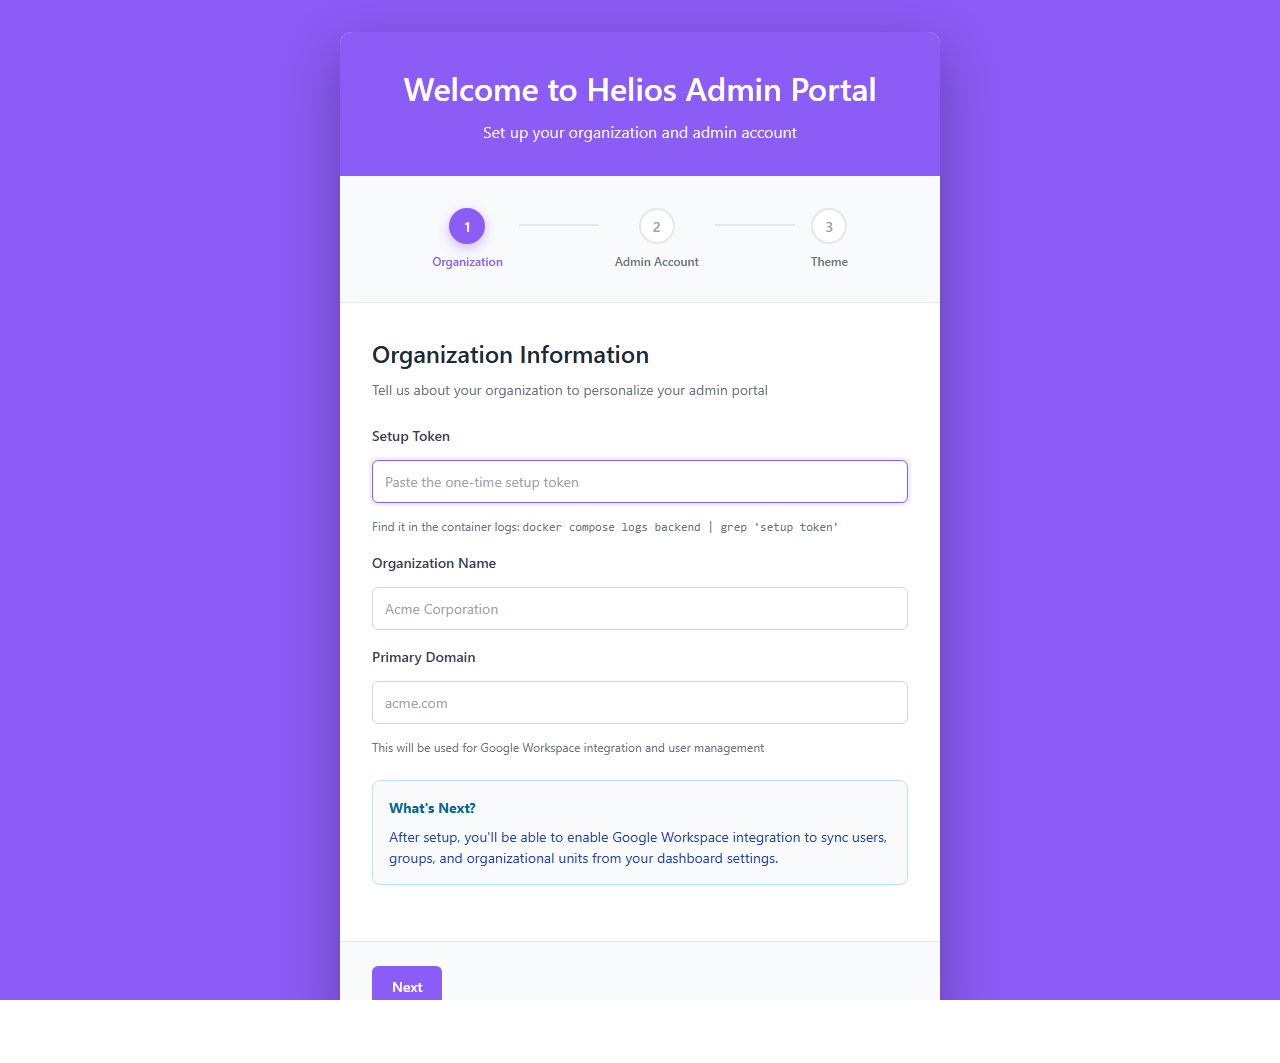 Welcome to Helios Admin Portal
Set up your organization and admin account
1
2
3
Organization
Admin Account
Theme
Organization Information
Tell us about your organization to personalize your admin portal
Setup Token
Paste the one-time setup token
Find it in the container logs: docker compose logs backend | grep 'setup token'
Organization Name
Acme Corporation
Primary Domain
acme.com
This will be used for Google Workspace integration and user management
What's Next?
After setup, you'll be able to enable Google Workspace integration to sync users,
groups, and organizational units from your dashboard settings.
Next